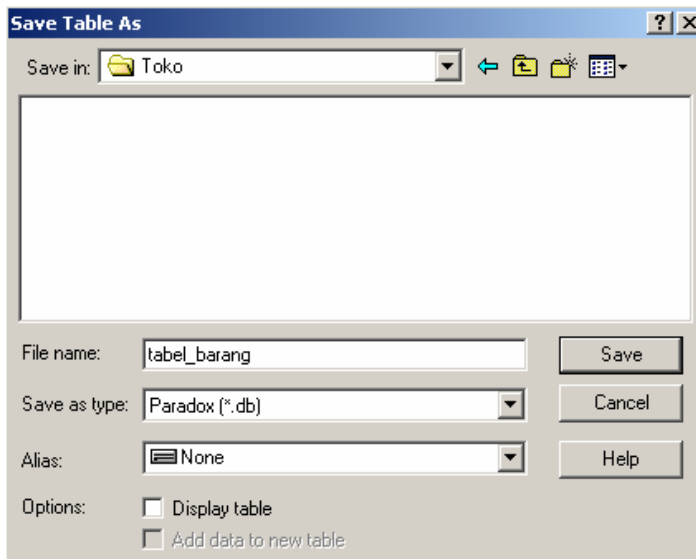 Save Table As
Save in: Toko
File name: tabel_barang Save
Save as type: Paradox (*.db) Cancel
Alias: None Help
Options: Display table
Add data to new table